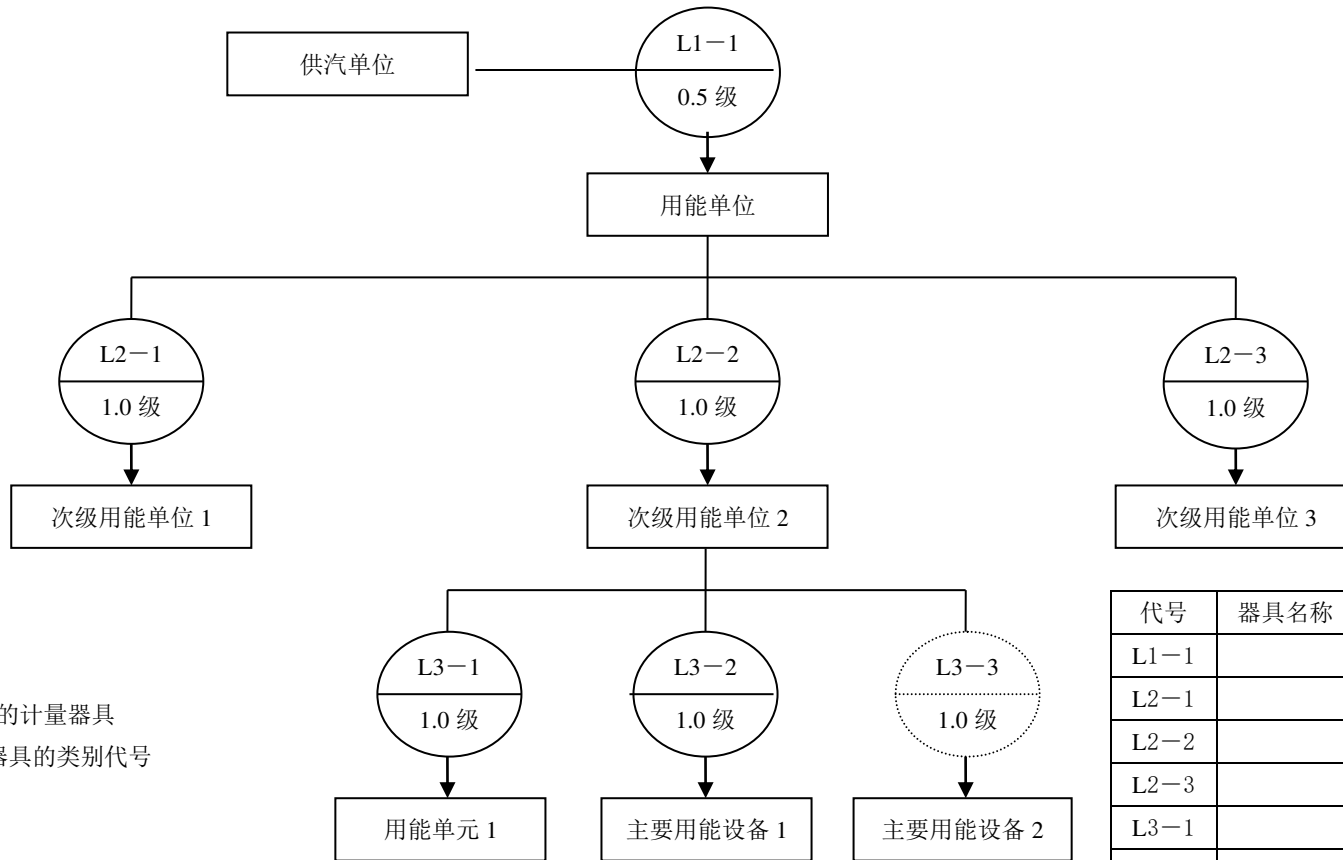 供汽单位
L1－1
0.5 级
用能单位
L2－1
1.0 级
L2－2
1.0 级
L2－3
1.0 级
次级用能单位 1
次级用能单位 2
次级用能单位 3
L3－1
1.0 级
L3－2
1.0 级
L3－3
1.0 级
用能单元 1
主要用能设备 1
主要用能设备 2
的计量器具
器具的类别代号
代号 器具名称
L1－1
L2－1
L2－2
L2－3
L3－1